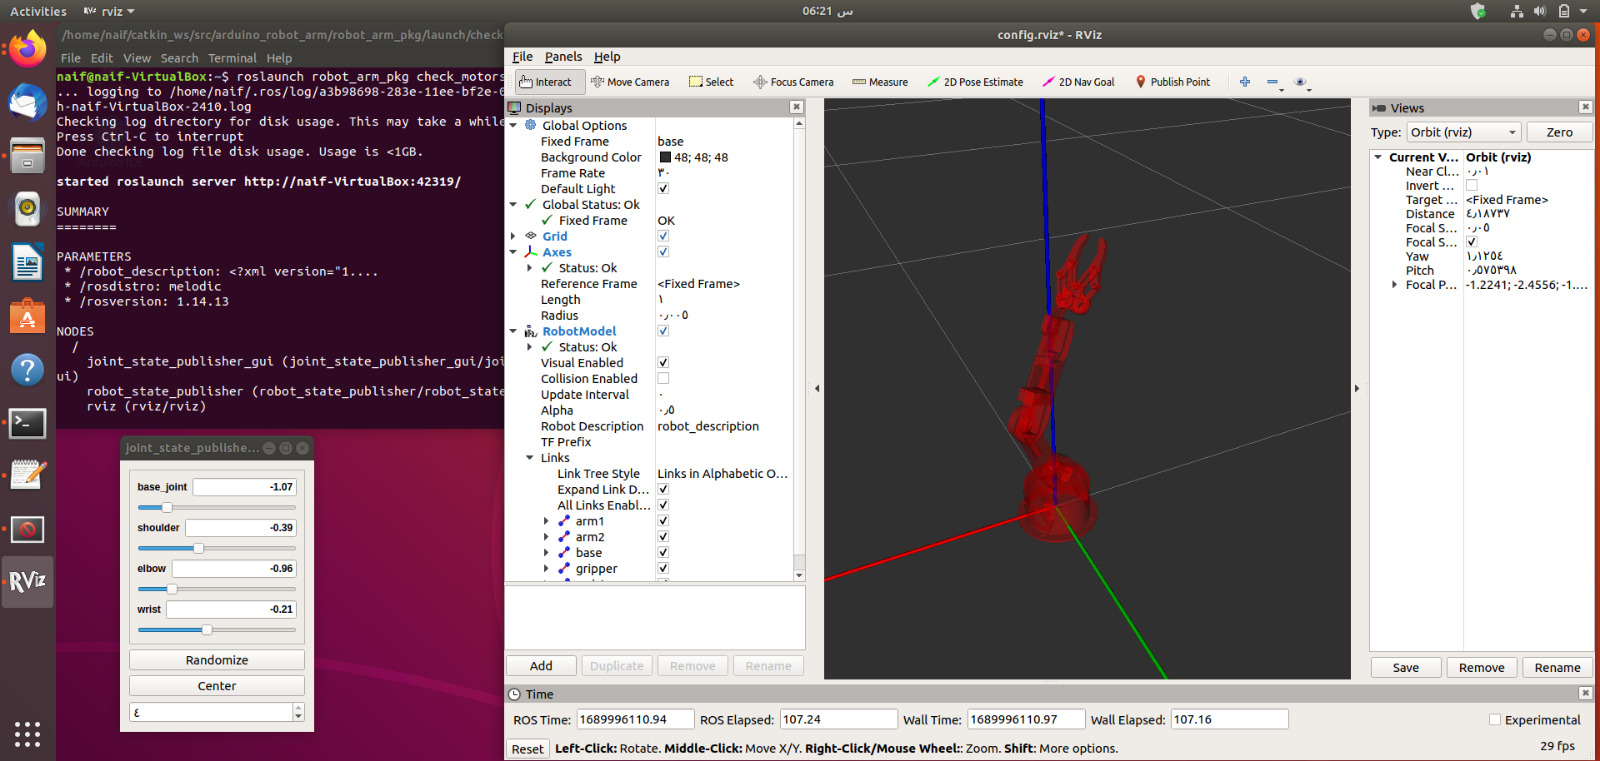 Activities
rviz
06:21 س
/home/naif/catkin_ws/src/arduino_robot_arm/robot_arm_pkg/launch/check
File Edit View Search Terminal Help
naif@naif-VirtualBox:~$ roslaunch robot_arm_pkg check_motors
... logging to /home/naif/.ros/log/a3b98698-283e-11ee-bf2e-
h-naif-VirtualBox-2410.log
Checking log directory for disk usage. This may take a while
Press Ctrl-C to interrupt
Done checking log file disk usage. Usage is <1GB.
started roslaunch server http://naif-VirtualBox:42319/
SUMMARY
========
PARAMETERS
* /robot_description: <?xml version="1....
* /rosdistro: melodic
* /rosversion: 1.14.13
NODES
/
joint_state_publisher_gui (joint_state_publisher_gui/joi
ui)
robot_state_publisher (robot_state_publisher/robot_state
rviz (rviz/rviz)
joint_state_publishe...
base_joint -1.07
shoulder -0.39
elbow -0.96
wrist -0.21
Randomize
Center
٤
RViz
config.rviz* - RViz
File Panels Help
Interact Move Camera Select Focus Camera Measure 2D Pose Estimate 2D Nav Goal Publish Point
Displays
Global Options
Fixed Frame base
Background Color 48; 48; 48
Frame Rate ٣٠
Default Light
Global Status: Ok
Fixed Frame OK
Grid
Axes
Status: Ok
Reference Frame <Fixed Frame>
Length ١
Radius ٠٫٠٠٥
RobotModel
Status: Ok
Visual Enabled
Collision Enabled
Update Interval ٠
Alpha ٠٫٥
Robot Description robot_description
TF Prefix
Links
Link Tree Style Links in Alphabetic O...
Expand Link D...
All Links Enabl...
arm1
arm2
base
gripper
Add Duplicate Remove Rename
Views
Type: Orbit (rviz) Zero
Current V... Orbit (rviz)
Near Cl... ٠٫٠١
Invert ...
Target ... <Fixed Frame>
Distance ٤٫١٨٧٣٧
Focal S... ٠٫٠٥
Focal S...
Yaw ١٫١٢٥٤
Pitch ٠٫٥٧٥٣٩٨
Focal P... -1.2241; -2.4556; -1....
Save Remove Rename
Time
ROS Time: 1689996110.94 ROS Elapsed: 107.24 Wall Time: 1689996110.97 Wall Elapsed: 107.16 Experimental
Reset Left-Click: Rotate. Middle-Click: Move X/Y. Right-Click/Mouse Wheel:: Zoom. Shift: More options. 29 fps